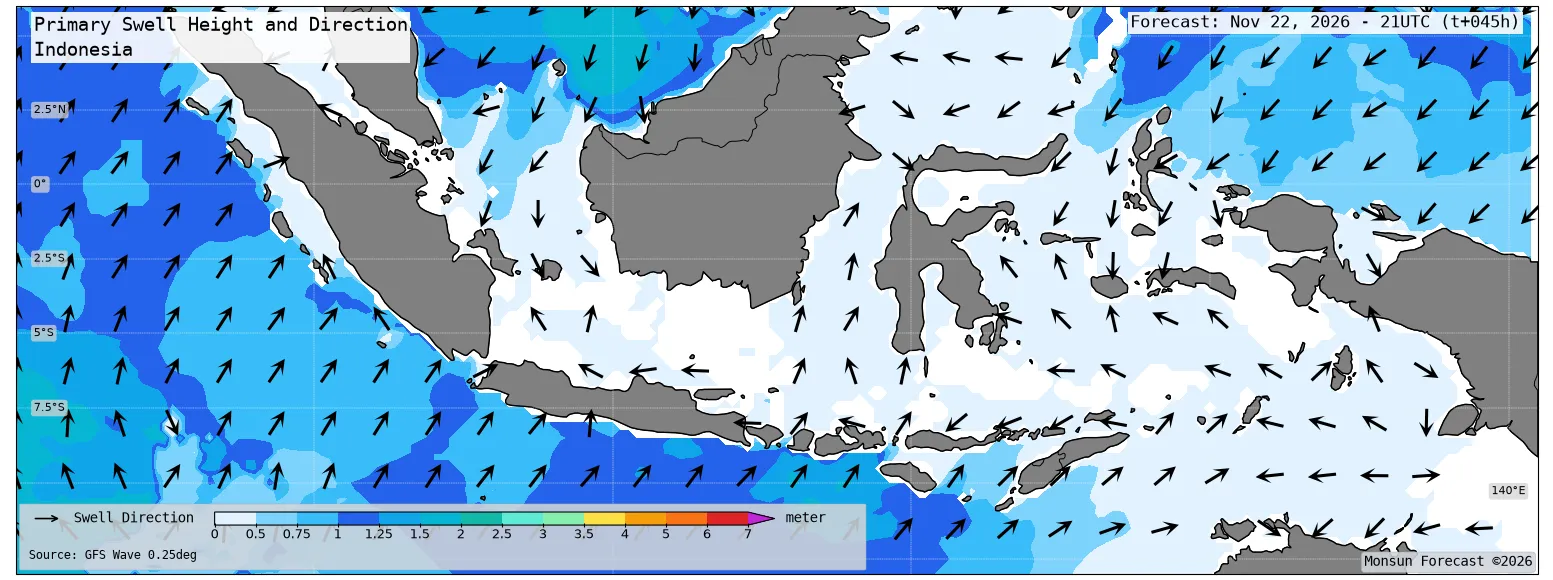 Primary Swell Height and Direction
Indonesia
Forecast: Nov 22, 2026 - 21UTC (t+045h)
2.5°N
0°
2.5°S
5°S
7.5°S
140°E
Swell Direction
meter
0 0.5 0.75 1 1.25 1.5 2 2.5 3 3.5 4 5 6 7
Source: GFS Wave 0.25deg
Monsun Forecast ©2026